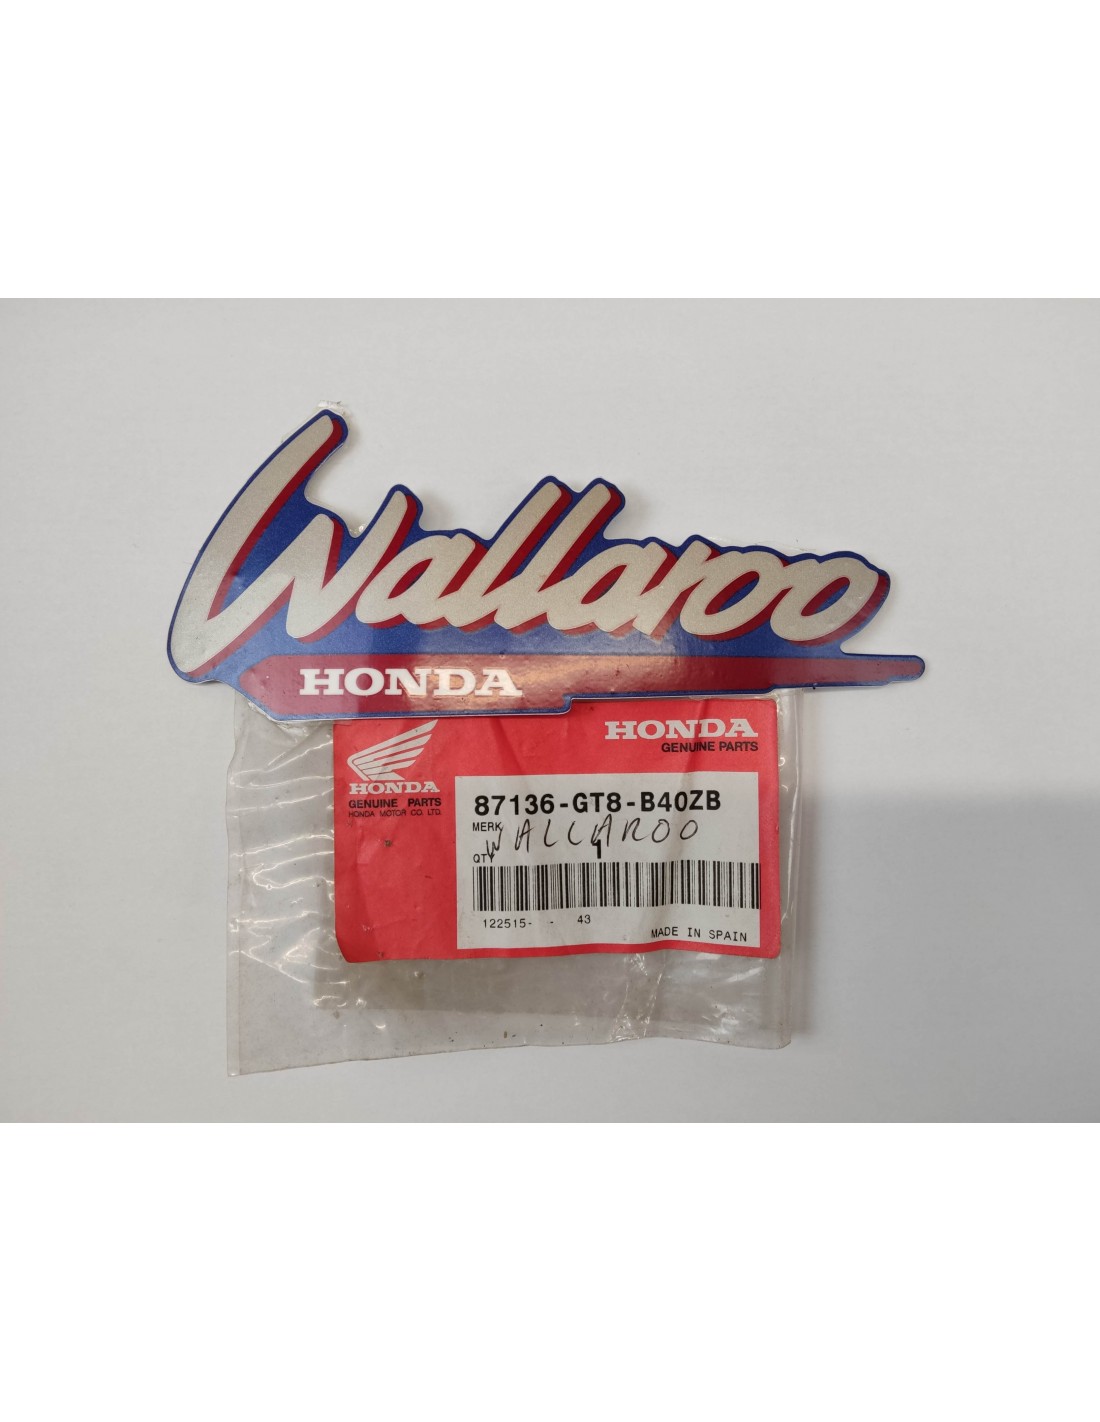 Wallaroo
HONDA
HONDA
GENUINE PARTS
HONDA MOTOR CO. LTD.
HONDA
GENUINE PARTS
87136-GT8-B40ZB
MERK WALLAROO
QTY 1
122515- - 43
MADE IN SPAIN